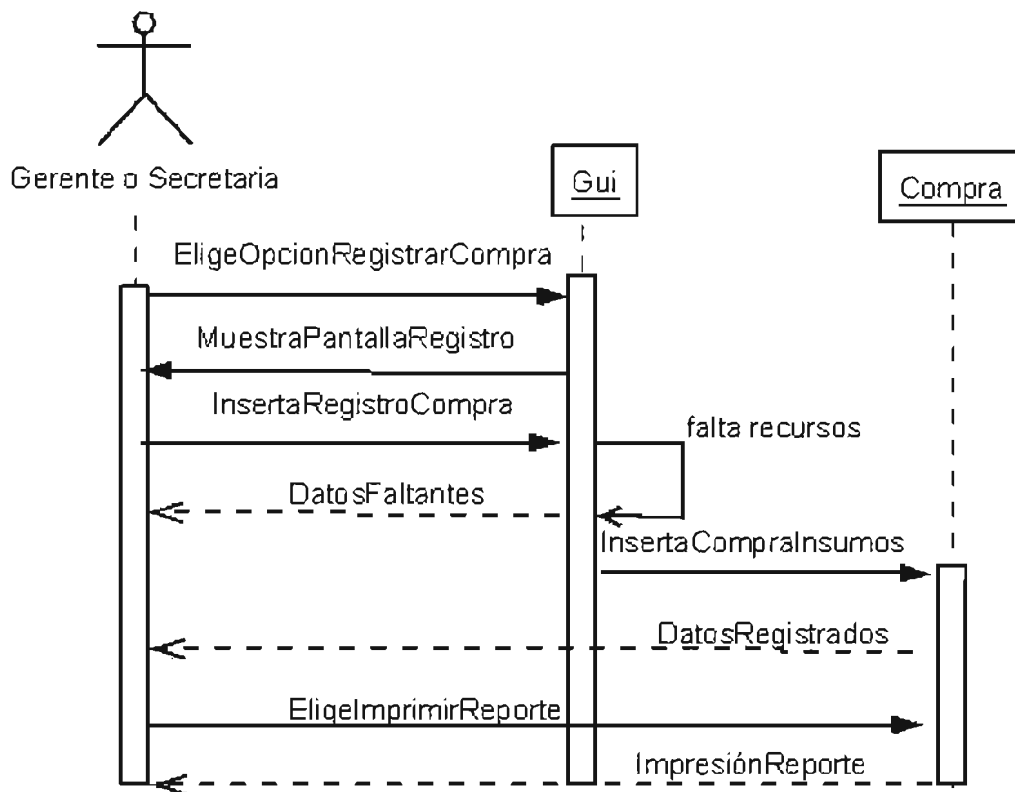 Gerente o Secretaria
Gui
Compra
EligeOpcionRegistrarCompra
MuestraPantallaRegistro
InsertaRegistroCompra
falta recursos
DatosFaltantes
InsertaCompraInsumos
DatosRegistrados
EligeImprimirReporte
ImpresiónReporte